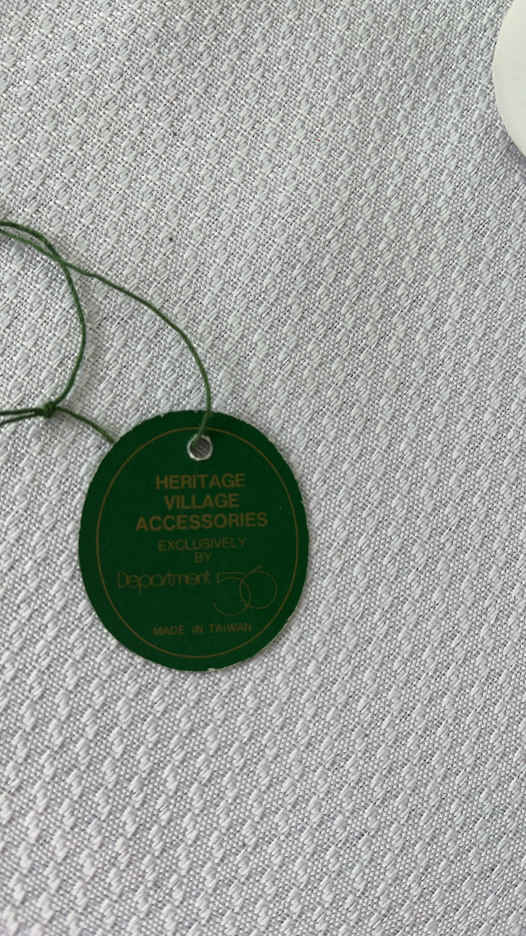 HERITAGE
VILLAGE
ACCESSORIES
EXCLUSIVELY
BY
Department 56
MADE IN TAIWAN